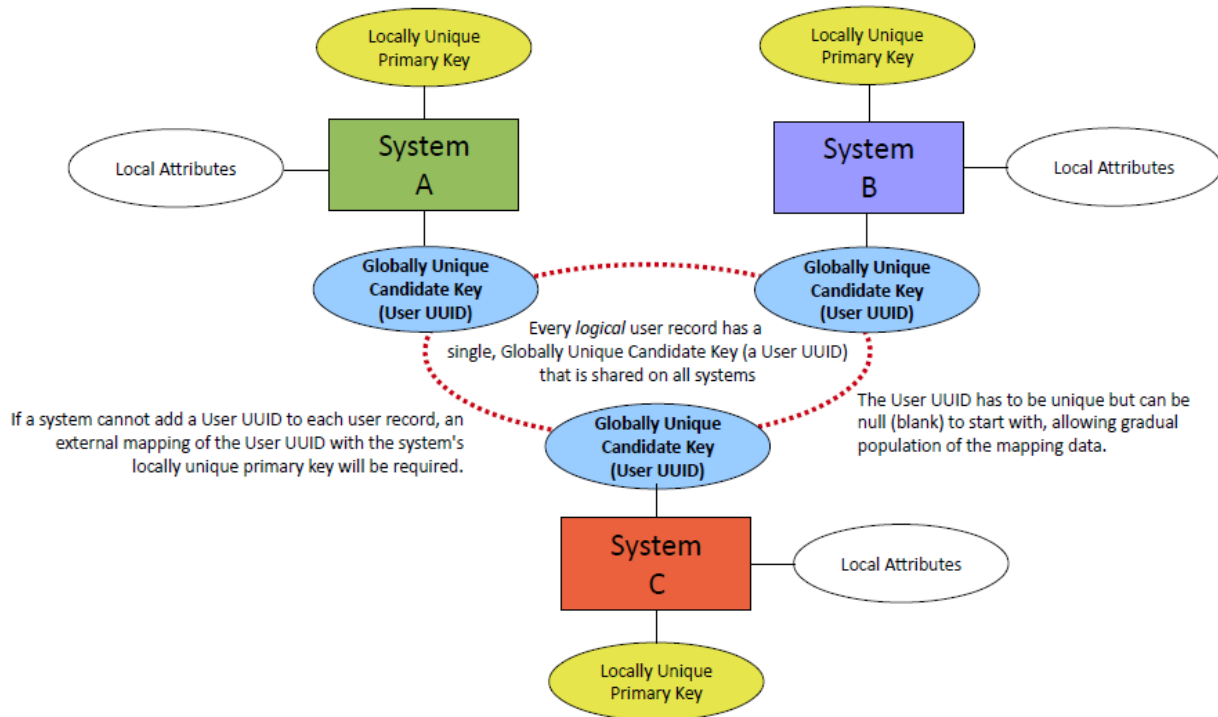 Locally Unique
Primary Key
Locally Unique
Primary Key
System
A
Local Attributes
System
B
Local Attributes
Globally Unique
Candidate Key
(User UUID)
Globally Unique
Candidate Key
(User UUID)
Every logical user record has a
single, Globally Unique Candidate Key (a User UUID)
that is shared on all systems
If a system cannot add a User UUID to each user record, an
external mapping of the User UUID with the system's
locally unique primary key will be required.
The User UUID has to be unique but can be
null (blank) to start with, allowing gradual
population of the mapping data.
Globally Unique
Candidate Key
(User UUID)
System
C
Local Attributes
Locally Unique
Primary Key